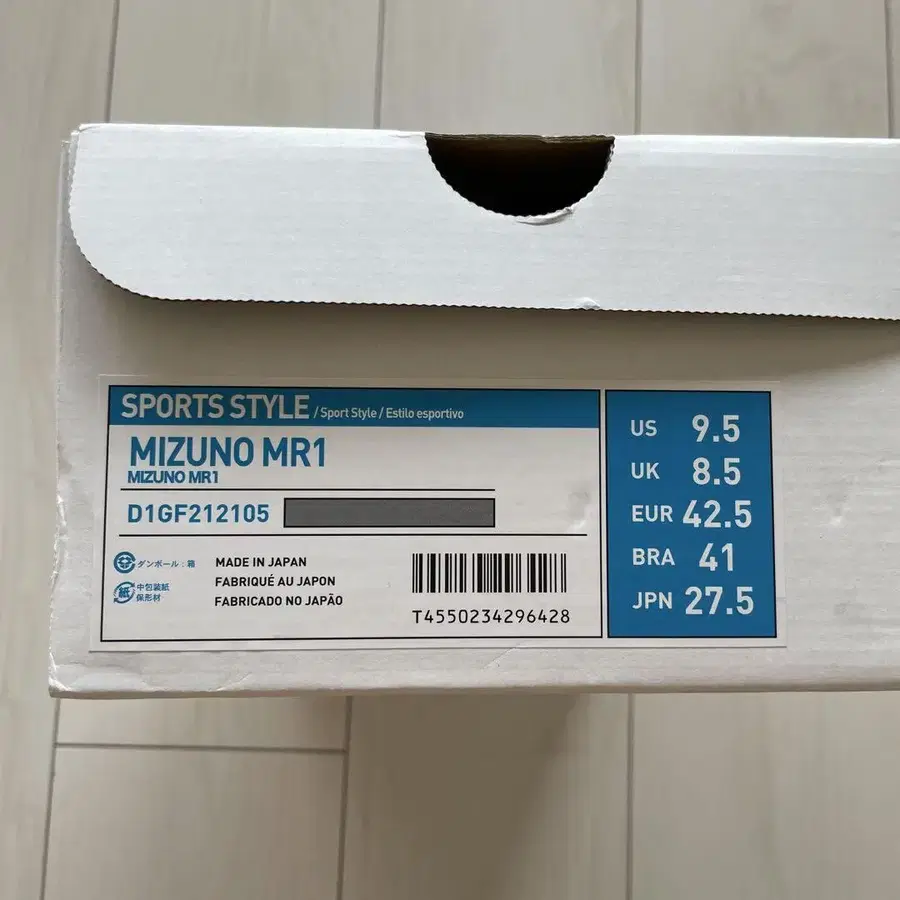 SPORTS STYLE / Sport Style / Estilo esportivo
MIZUNO MR1
MIZUNO MR1
D1GF212105
ダンボール：箱
紙
中包装紙
保形材
MADE IN JAPAN
FABRIQUÉ AU JAPON
FABRICADO NO JAPÃO
T4550234296428
US 9.5
UK 8.5
EUR 42.5
BRA 41
JPN 27.5